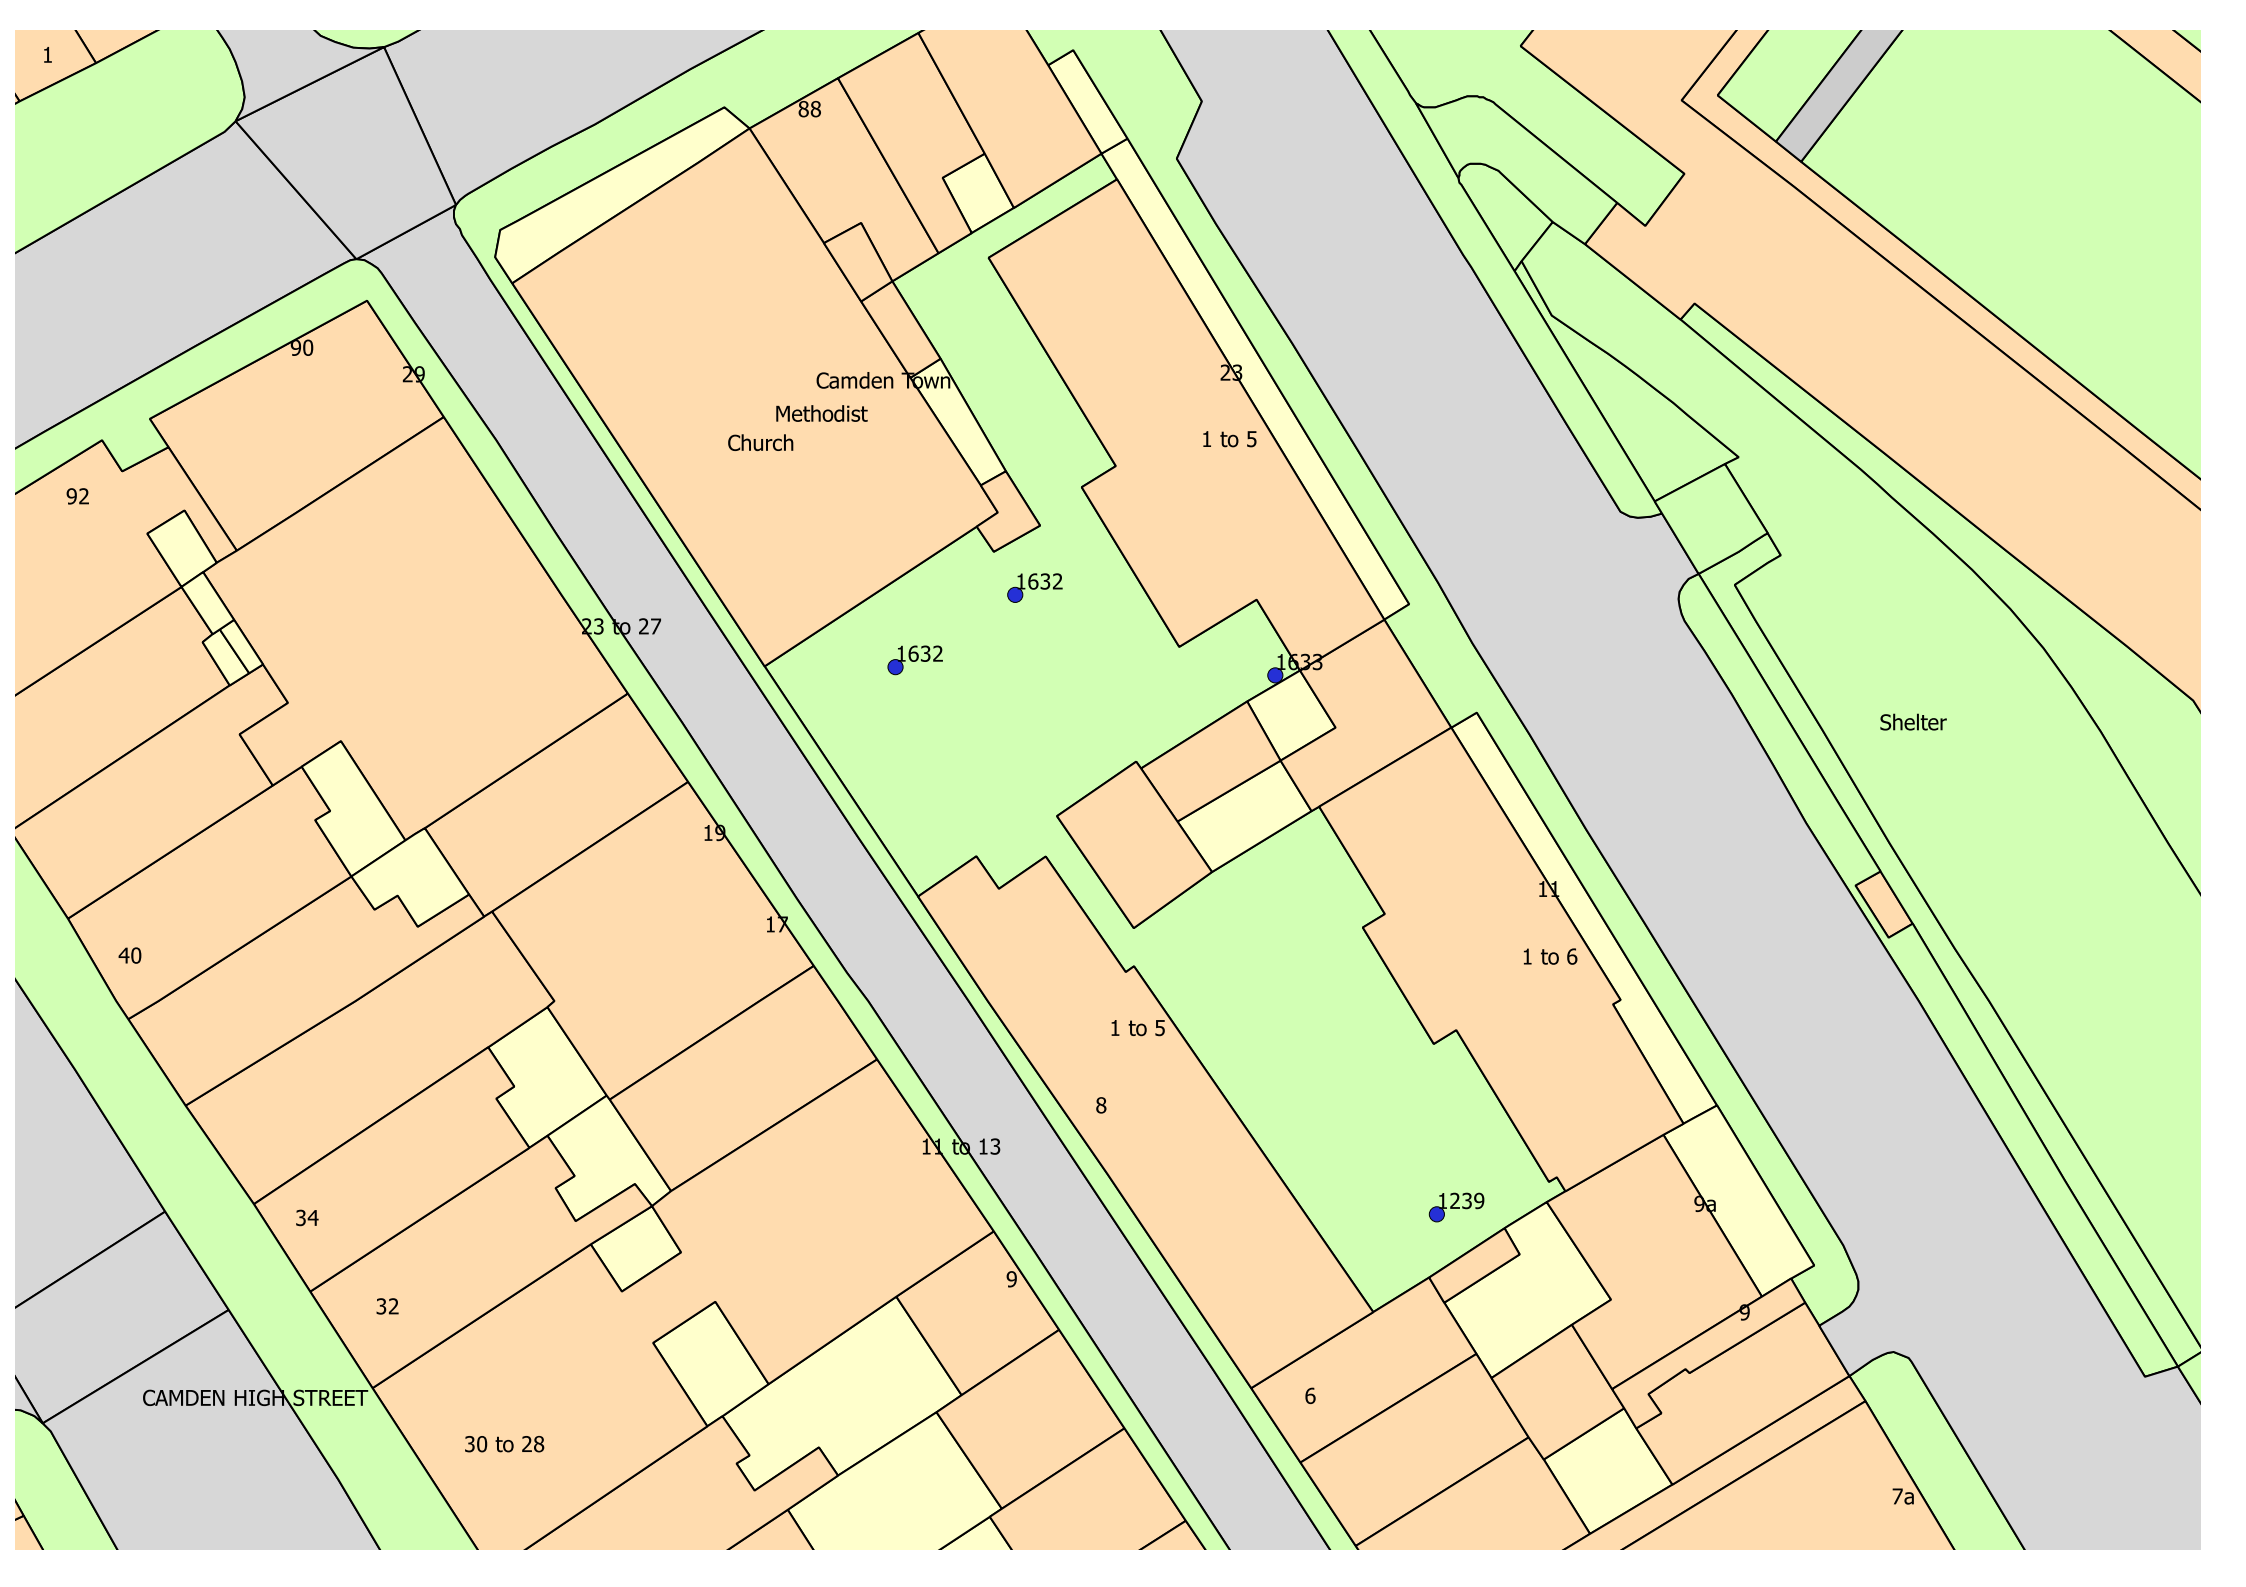 1
88
90
29
92
23
Camden Town
Methodist
Church
1 to 5
1632
23 to 27
1632
1633
Shelter
19
11
17
40
1 to 6
1 to 5
8
11 to 13
1239
9a
34
9
32
9
6
CAMDEN HIGH STREET
30 to 28
7a